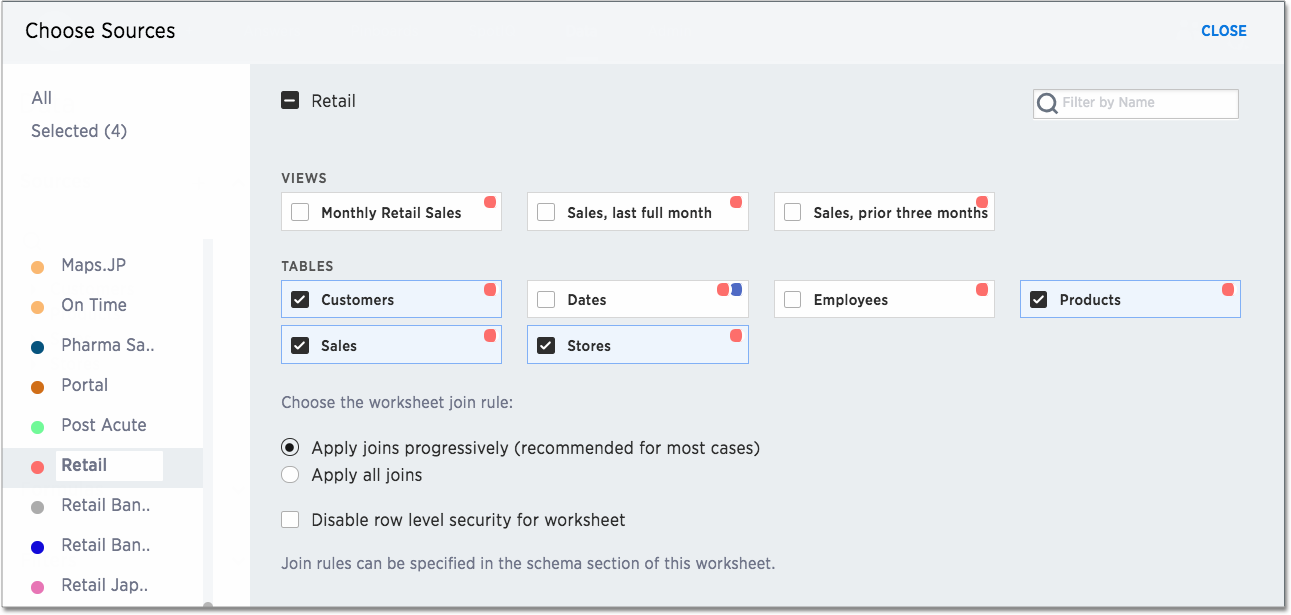 Choose Sources
CLOSE
All
Selected (4)
Maps.JP
On Time
Pharma Sa..
Portal
Post Acute
Retail
Retail Ban..
Retail Ban..
Retail Jap..
Retail
Filter by Name
VIEWS
Monthly Retail Sales
Sales, last full month
Sales, prior three months
TABLES
Customers
Dates
Employees
Products
Sales
Stores
Choose the worksheet join rule:
Apply joins progressively (recommended for most cases)
Apply all joins
Disable row level security for worksheet
Join rules can be specified in the schema section of this worksheet.